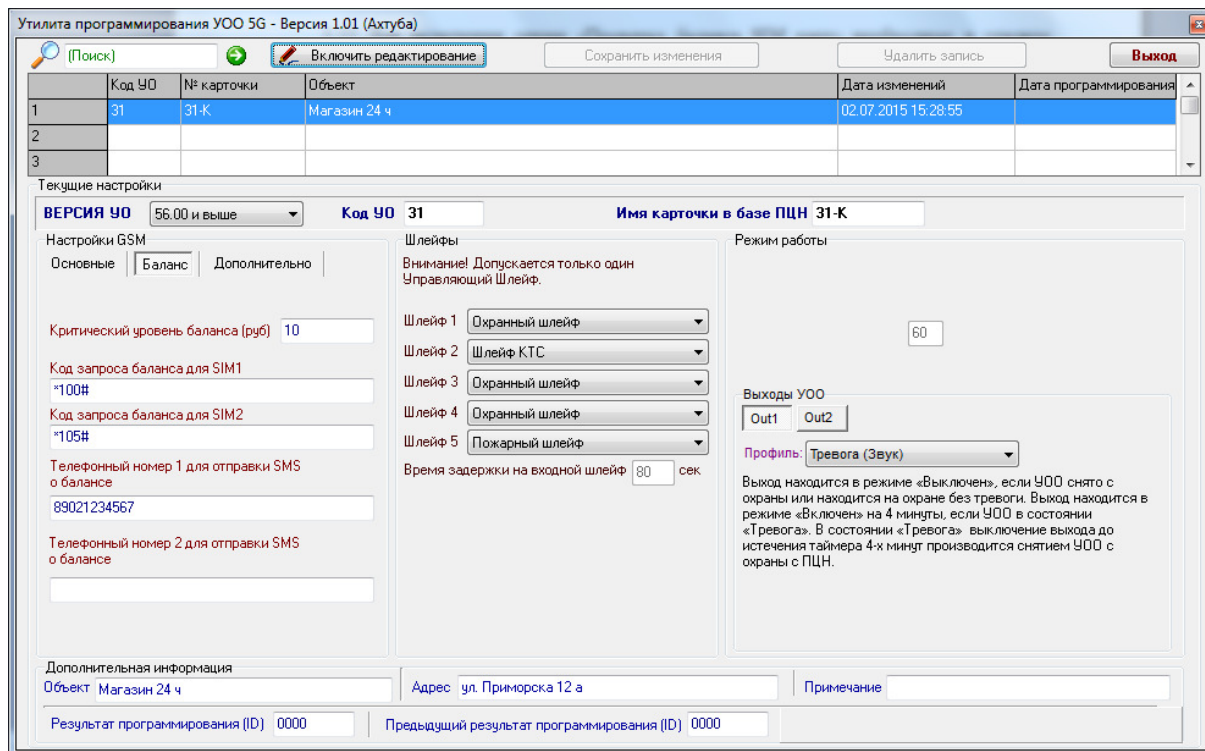 Утилита программирования УОО 5G - Версия 1.01 (Ахтуба)
(Поиск) Включить редактирование Сохранить изменения Удалить запись Выход
Код УО № карточки Объект Дата изменений Дата программирования
1 31 31-К Магазин 24 ч 02.07.2015 15:28:55
2
3
Текущие настройки
ВЕРСИЯ УО 56.00 и выше Код УО 31 Имя карточки в базе ПЦН 31-К
Настройки GSM
Основные Баланс Дополнительно
Критический уровень баланса (руб) 10
Код запроса баланса для SIM1
*100#
Код запроса баланса для SIM2
*105#
Телефонный номер 1 для отправки SMS
о балансе
89021234567
Телефонный номер 2 для отправки SMS
о балансе
Шлейфы
Внимание! Допускается только один
Управляющий Шлейф.
Шлейф 1 Охранный шлейф
Шлейф 2 Шлейф КТС
Шлейф 3 Охранный шлейф
Шлейф 4 Охранный шлейф
Шлейф 5 Пожарный шлейф
Время задержки на входной шлейф 80 сек
Режим работы
60
Выходы УОО
Out1 Out2
Профиль: Тревога (Звук)
Выход находится в режиме «Выключен», если УОО снято с
охраны или находится на охране без тревоги. Выход находится в
режиме «Включен» на 4 минуты, если УОО в состоянии
«Тревога». В состоянии «Тревога» выключение выхода до
истечения таймера 4-х минут производится снятием УОО с
охраны с ПЦН.
Дополнительная информация
Объект Магазин 24 ч Адрес ул. Приморска 12 а Примечание
Результат программирования (ID) 0000 Предыдущий результат программирования (ID) 0000